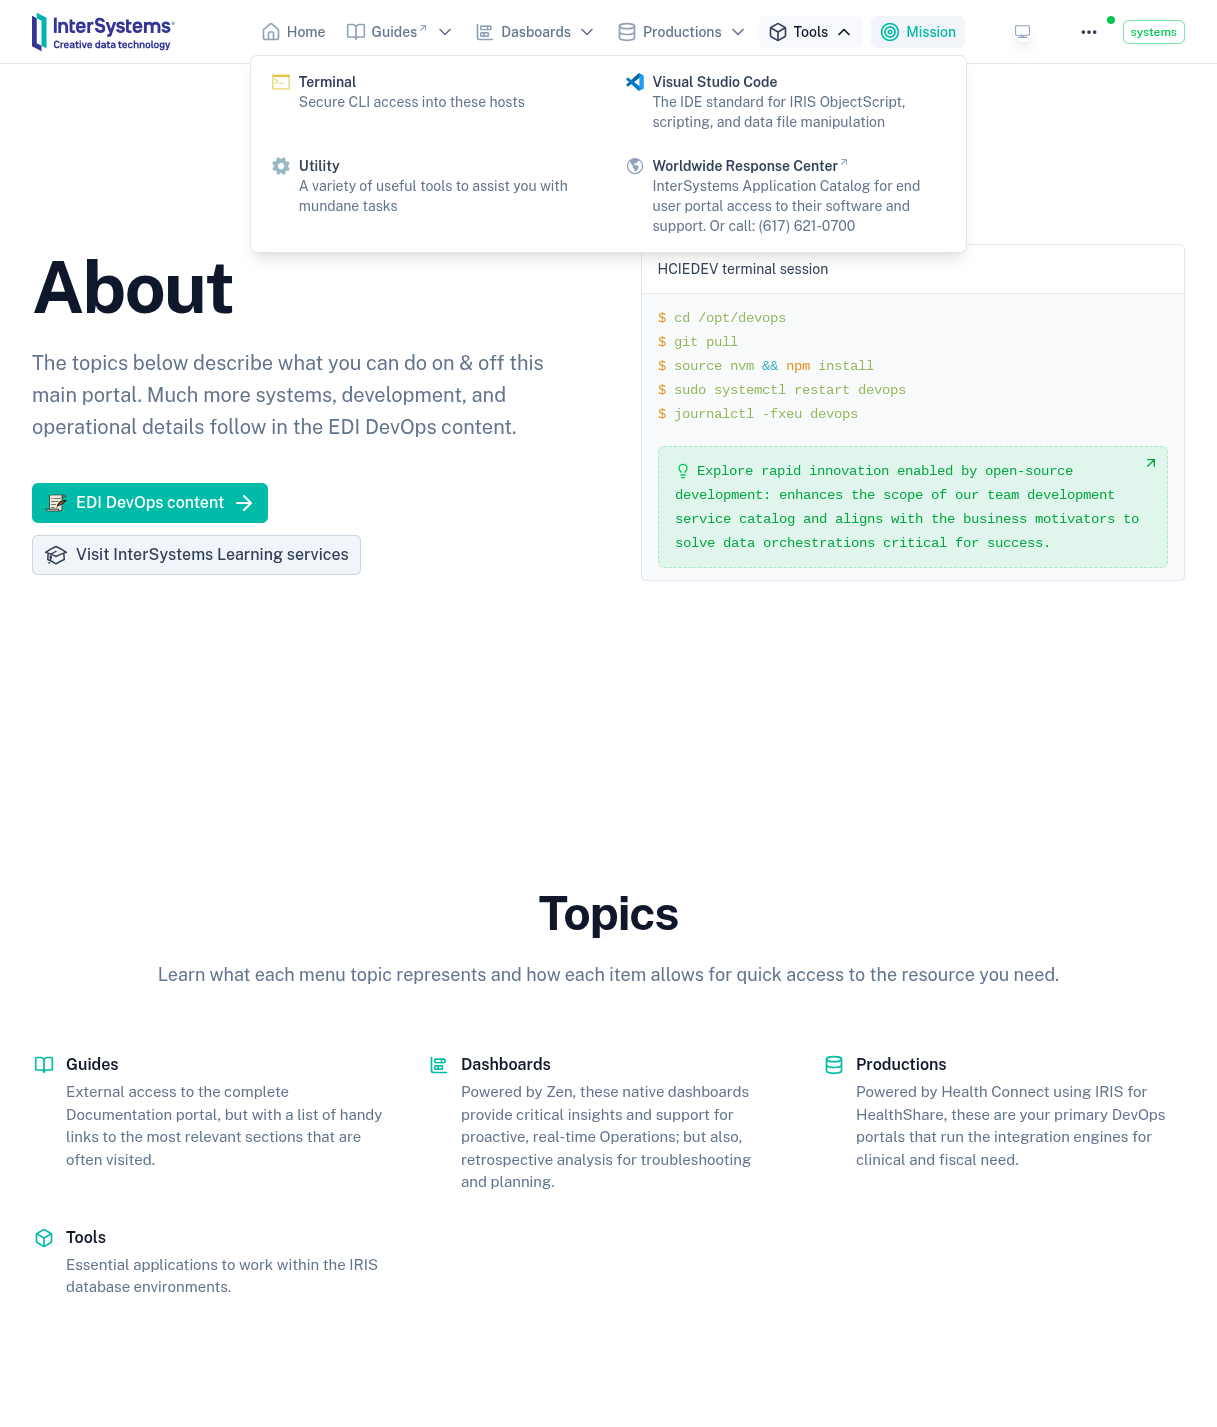 InterSystems®
Creative data technology
Home
Guides
Dasboards
Productions
Tools
Mission
systems
Terminal
Secure CLI access into these hosts
Visual Studio Code
The IDE standard for IRIS ObjectScript,
scripting, and data file manipulation
Utility
A variety of useful tools to assist you with
mundane tasks
Worldwide Response Center
InterSystems Application Catalog for end
user portal access to their software and
support. Or call: (617) 621-0700
About
The topics below describe what you can do on & off this
main portal. Much more systems, development, and
operational details follow in the EDI DevOps content.
EDI DevOps content
Visit InterSystems Learning services
HCIEDEV terminal session
$ cd /opt/devops
$ git pull
$ source nvm && npm install
$ sudo systemctl restart devops
$ journalctl -fxeu devops
Explore rapid innovation enabled by open-source
development: enhances the scope of our team development
service catalog and aligns with the business motivators to
solve data orchestrations critical for success.
Topics
Learn what each menu topic represents and how each item allows for quick access to the resource you need.
Guides
External access to the complete
Documentation portal, but with a list of handy
links to the most relevant sections that are
often visited.
Dashboards
Powered by Zen, these native dashboards
provide critical insights and support for
proactive, real-time Operations; but also,
retrospective analysis for troubleshooting
and planning.
Productions
Powered by Health Connect using IRIS for
HealthShare, these are your primary DevOps
portals that run the integration engines for
clinical and fiscal need.
Tools
Essential applications to work within the IRIS
database environments.